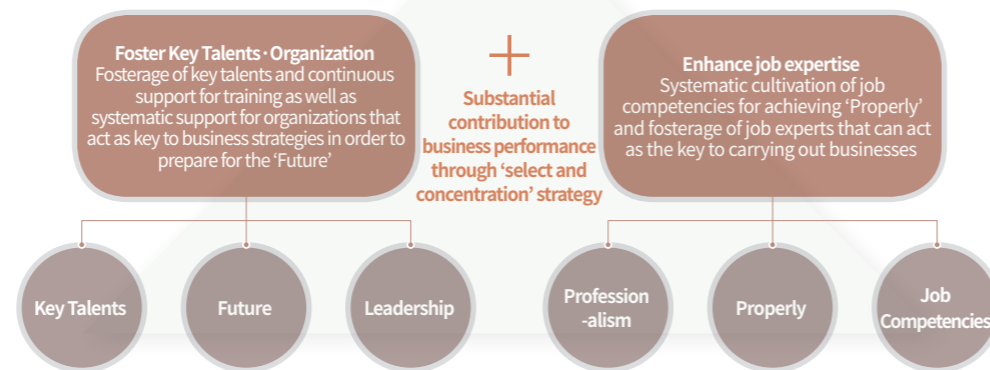 Foster Key Talents·Organization
Fosterage of key talents and continuous
support for training as well as
systematic support for organizations that
act as key to business strategies in order to
prepare for the ‘Future’
+
Substantial
contribution to
business performance
through ‘select and
concentration’ strategy
Enhance job expertise
Systematic cultivation of job
competencies for achieving ‘Properly’
and fosterage of job experts that can act
as the key to carrying out businesses
Key Talents
Future
Leadership
Profession
-alism
Properly
Job
Competencies